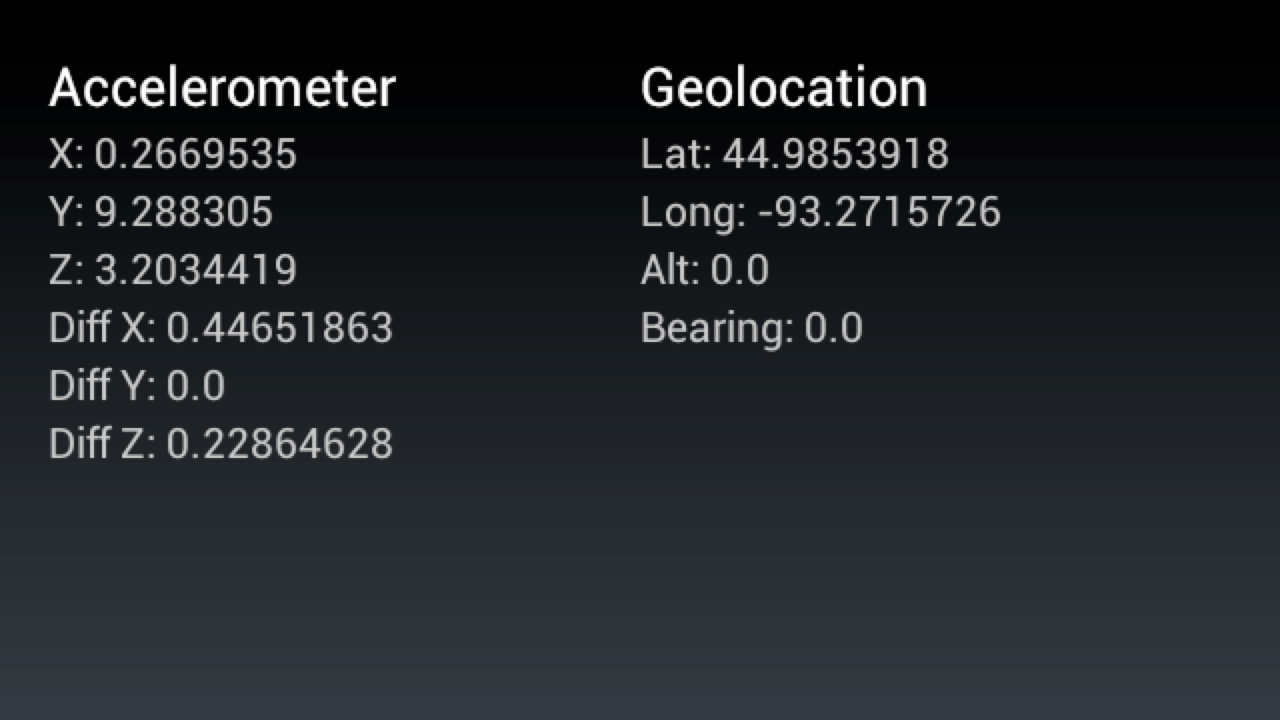 Accelerometer
X: 0.2669535
Y: 9.288305
Z: 3.2034419
Diff X: 0.44651863
Diff Y: 0.0
Diff Z: 0.22864628
Geolocation
Lat: 44.9853918
Long: -93.2715726
Alt: 0.0
Bearing: 0.0